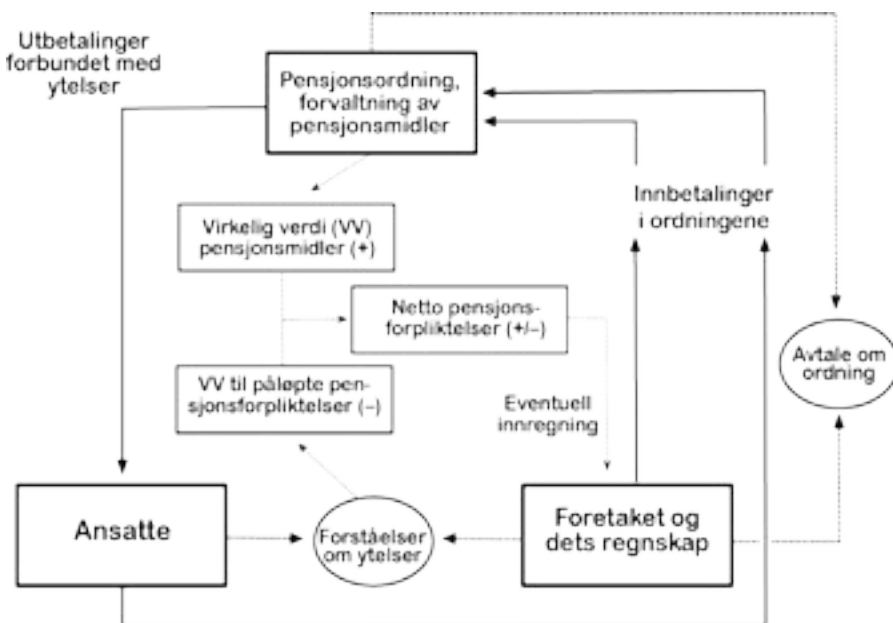 Utbetalinger
forbundet med
ytelser
Pensjonsordning,
forvaltning av
pensjonsmidler
Virkelig verdi (VV)
pensjonsmidler (+)
Innbetalinger
i ordningene
Netto pensjons-
forpliktelser (+/–)
Avtale om
ordning
VV til påløpte pen-
sjonsforpliktelser (–)
Eventuell
innregning
Ansatte
Forståelser
om ytelser
Foretaket og
dets regnskap